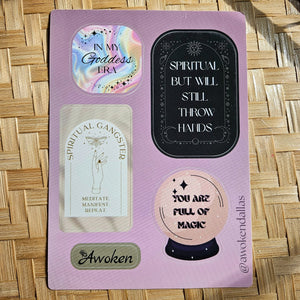 IN MY
Goddess
ERA
SPIRITUAL
BUT WILL
STILL
THROW
HANDS
SPIRITUAL GANGSTER
MEDITATE
MANIFEST
REPEAT
YOU ARE
FULL OF
MAGIC
Awoken
@awokendallas